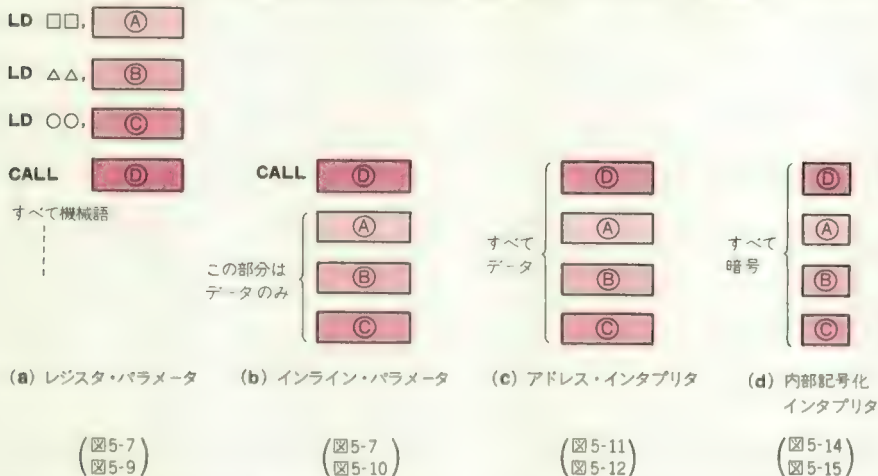 LD □□, Ⓐ
LD △△, Ⓑ
LD ○○, Ⓒ
CALL Ⓓ
すべて機械語
CALL Ⓓ
Ⓐ
Ⓑ
Ⓒ
この部分は
データのみ
Ⓓ
Ⓐ
Ⓑ
Ⓒ
すべて
データ
Ⓓ
Ⓐ
Ⓑ
Ⓒ
すべて
暗号
(a) レジスタ・パラメータ
(b) インライン・パラメータ
(c) アドレス・インタプリタ
(d) 内部記号化
インタプリタ
(図5-7
図5-9)
(図5-7
図5-10)
(図5-11
図5-12)
(図5-14
図5-15)